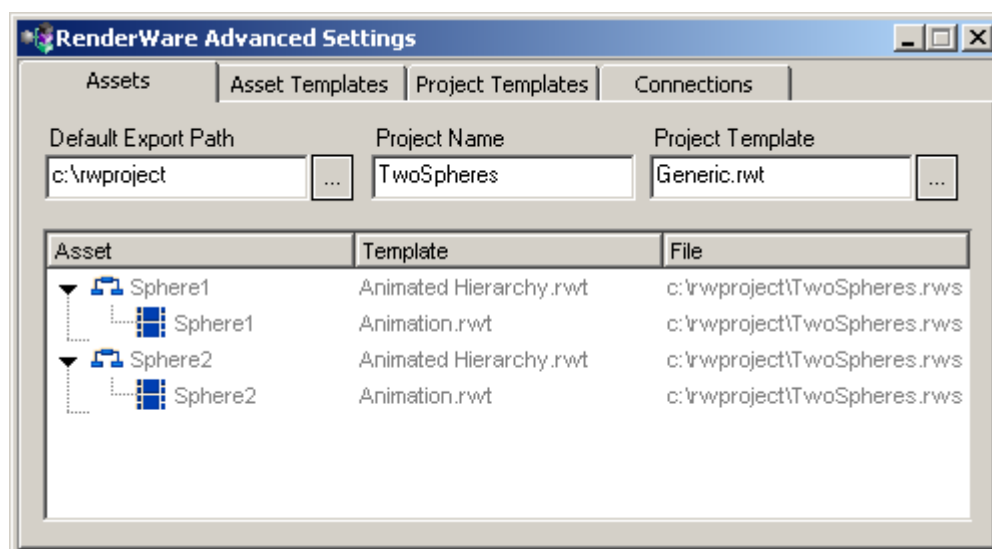 RenderWare Advanced Settings
Assets Asset Templates Project Templates Connections
Default Export Path Project Name Project Template
c:\rwproject ... TwoSpheres Generic.rwt ...
Asset Template File
Sphere1 Animated Hierarchy.rwt c:\rwproject\TwoSpheres.rws
Sphere1 Animation.rwt c:\rwproject\TwoSpheres.rws
Sphere2 Animated Hierarchy.rwt c:\rwproject\TwoSpheres.rws
Sphere2 Animation.rwt c:\rwproject\TwoSpheres.rws